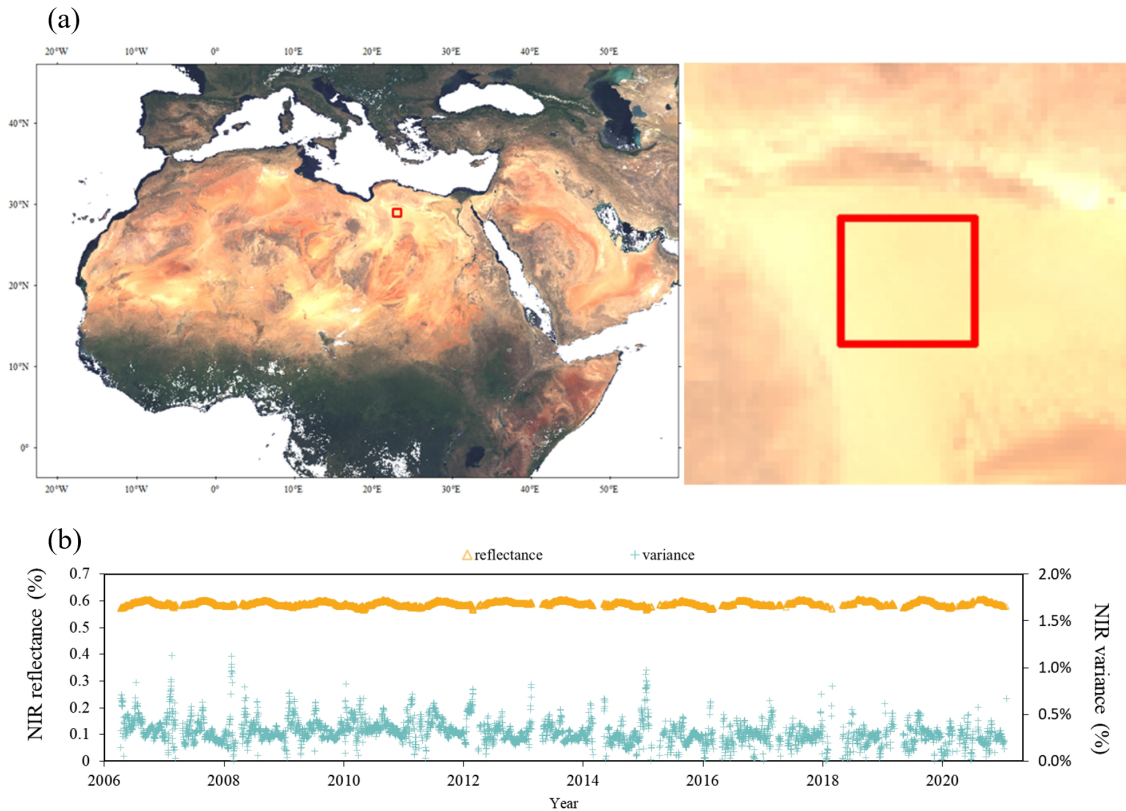 (a)
20°W 10°W 0° 10°E 20°E 30°E 40°E 50°E
40°N
30°N
20°N
10°N
0°
20°W 10°W 0° 10°E 20°E 30°E 40°E 50°E
(b)
reflectance variance
NIR reflectance (%)
0.7
0.6
0.5
0.4
0.3
0.2
0.1
0
2.0%
1.5%
1.0%
0.5%
0.0%
NIR variance (%)
2006 2008 2010 2012 2014 2016 2018 2020
Year